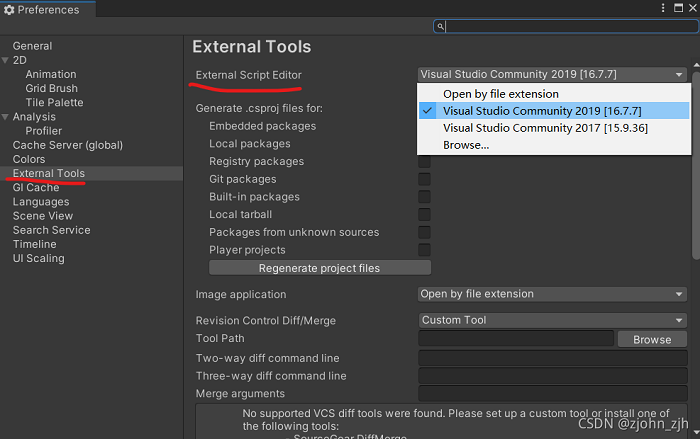 Preferences
General
2D
Animation
Grid Brush
Tile Palette
Analysis
Profiler
Cache Server (global)
Colors
External Tools
GI Cache
Languages
Scene View
Search Service
Timeline
UI Scaling
External Tools
External Script Editor
Visual Studio Community 2019 [16.7.7]
Open by file extension
Visual Studio Community 2019 [16.7.7]
Visual Studio Community 2017 [15.9.36]
Browse...
Generate .csproj files for:
Embedded packages
Local packages
Registry packages
Git packages
Built-in packages
Local tarball
Packages from unknown sources
Player projects
Regenerate project files
Image application
Open by file extension
Revision Control Diff/Merge
Custom Tool
Tool Path
Browse
Two-way diff command line
Three-way diff command line
Merge arguments
No supported VCS diff tools were found. Please set up a custom tool or install one
of the following tools:
- SourceGear DiffMerge
CSDN @zjohn_zjh